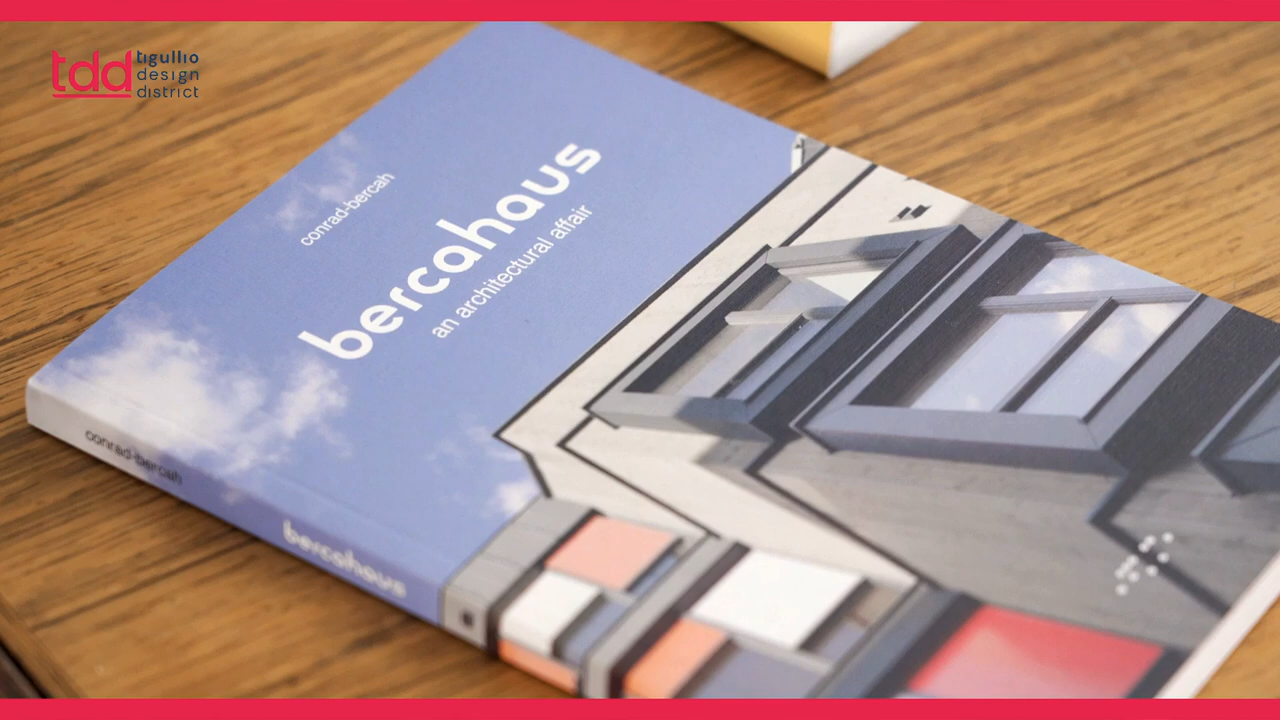 tdd
tigullio
design
district
conrad-bercah
bercahaus
an architectural affair
conrad-bercah
bercahaus